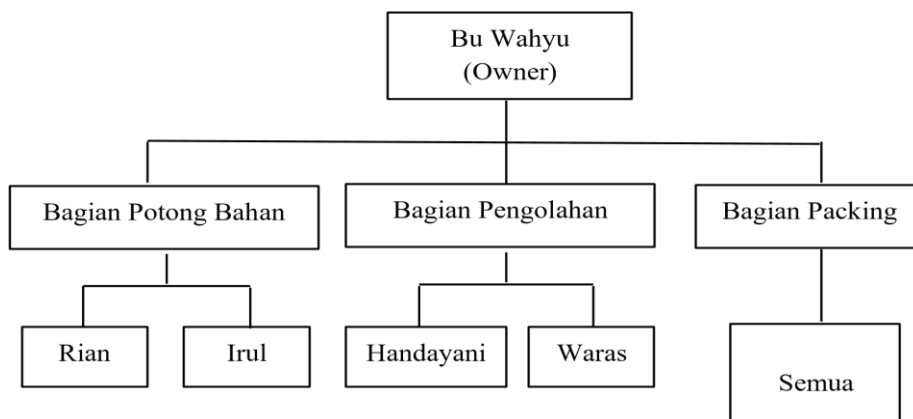 Bu Wahyu
(Owner)
Bagian Potong Bahan
Bagian Pengolahan
Bagian Packing
Rian
Irul
Handayani
Waras
Semua